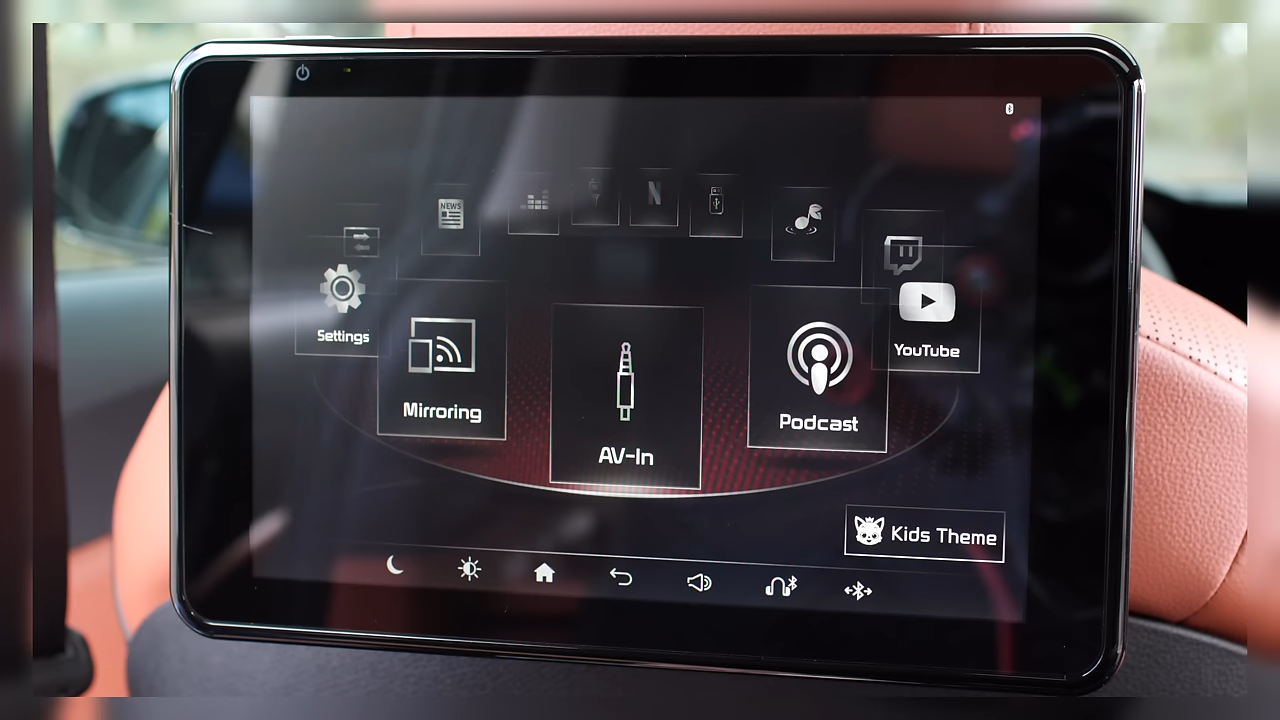 NEWS
N
Settings
YouTube
Mirroring
Podcast
AV-In
Kids Theme